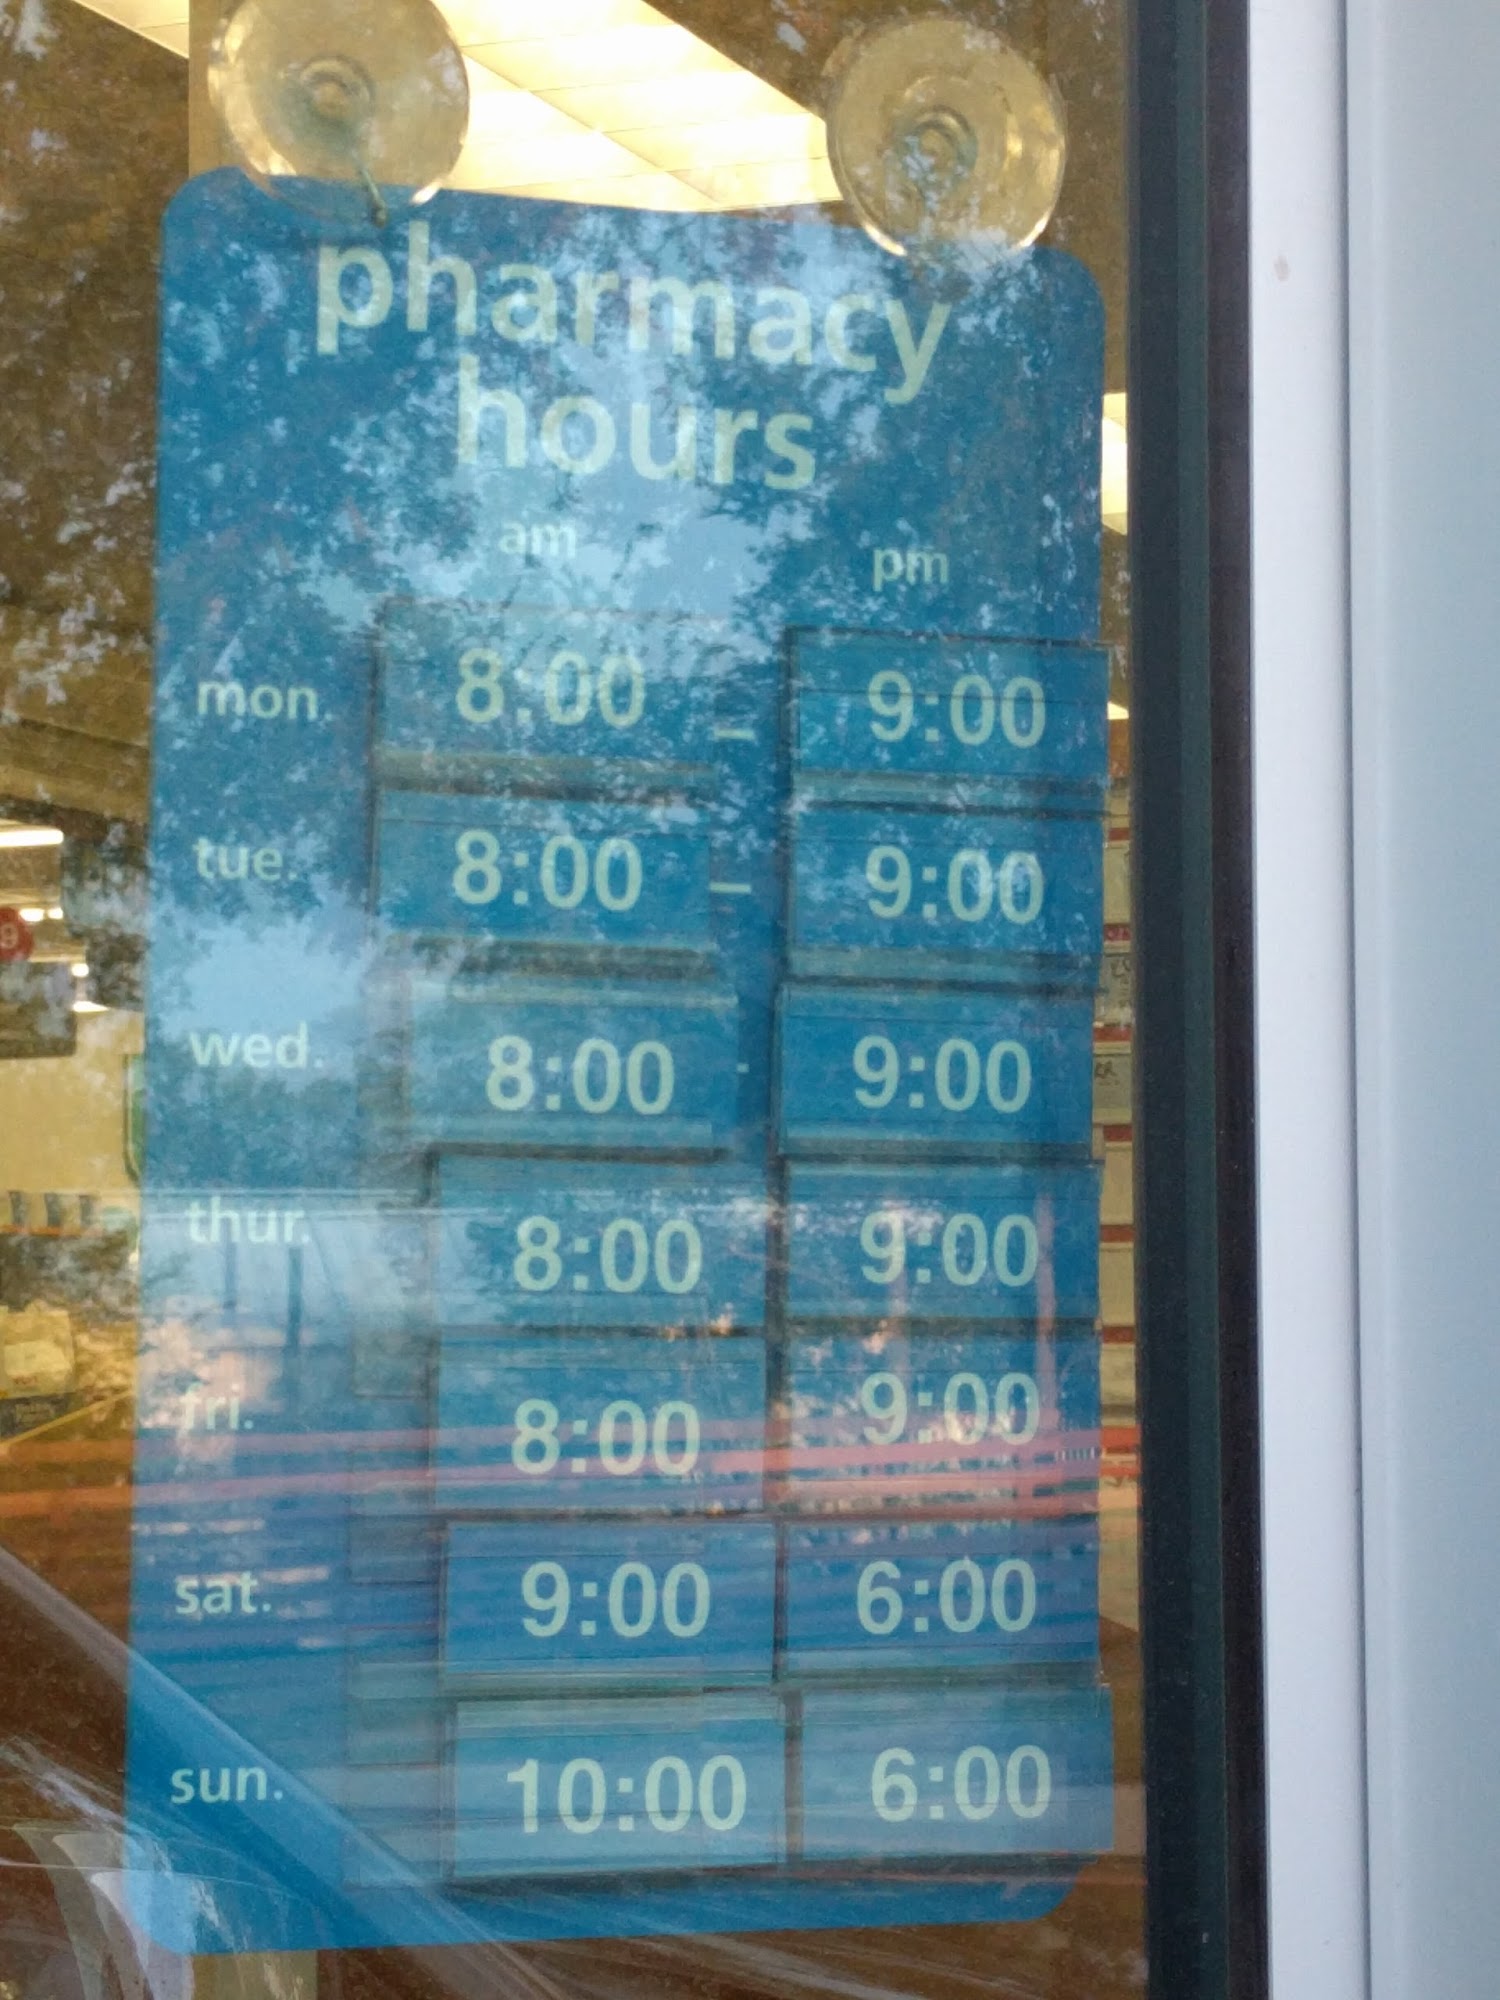 pharmacy
hours
am pm
mon. 8:00 – 9:00
tue. 8:00 – 9:00
wed. 8:00 - 9:00
thur. 8:00 9:00
fri. 8:00 9:00
sat. 9:00 6:00
sun. 10:00 6:00
9